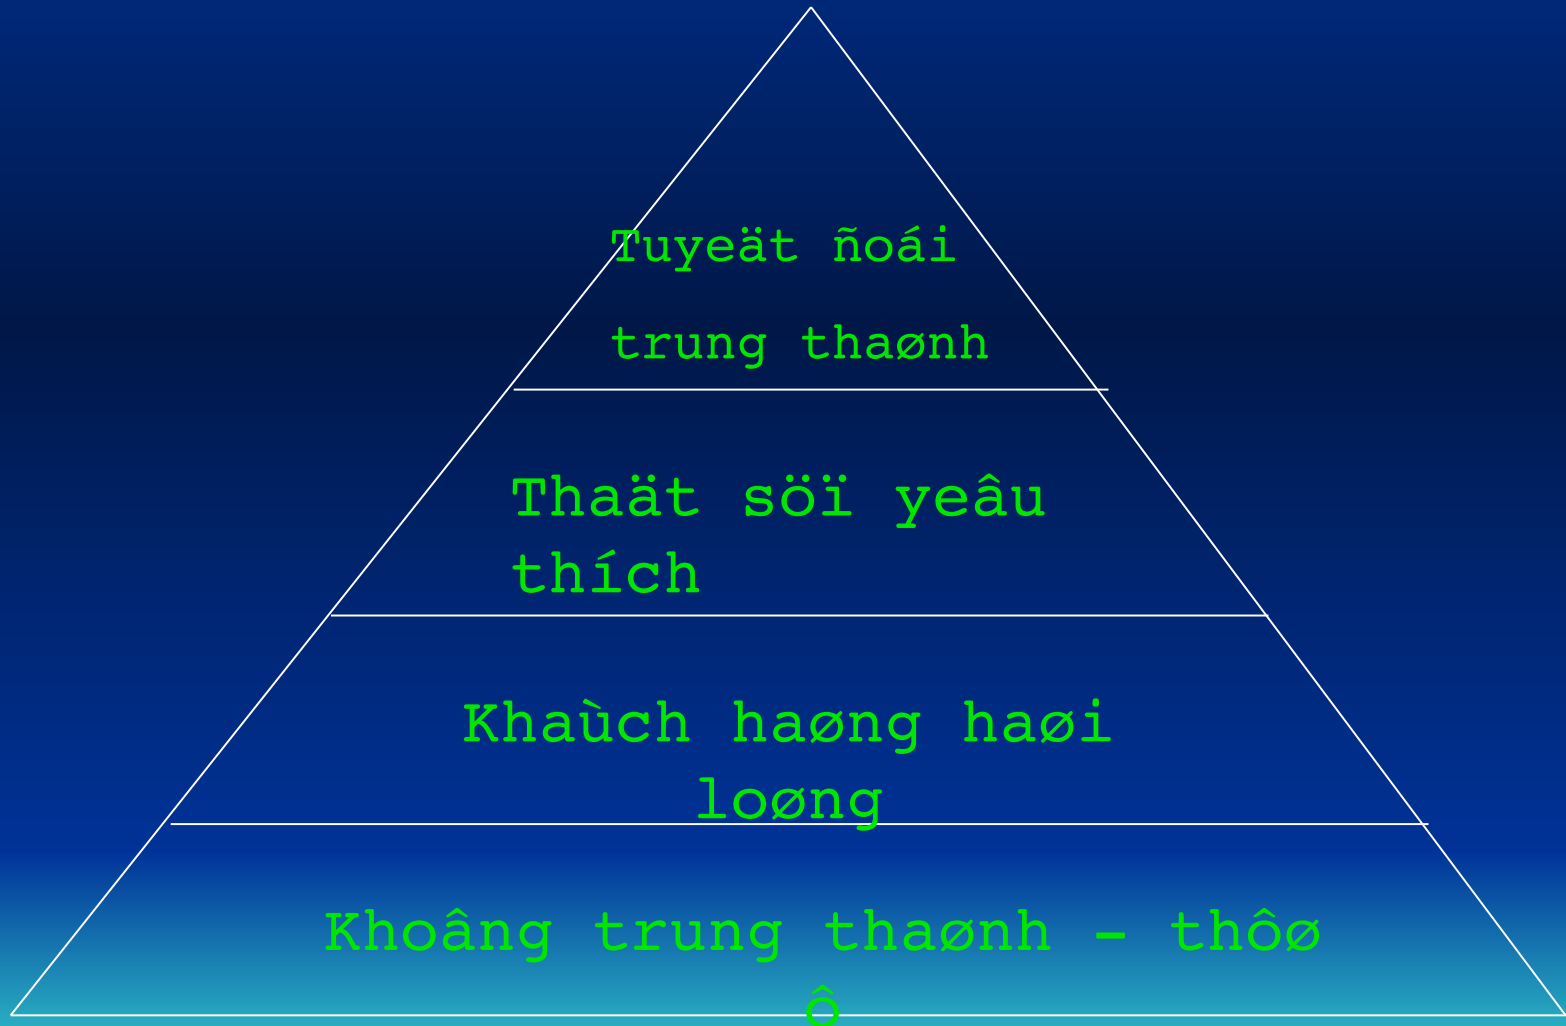 Tuyeät ñoái
trung thaønh
Thaät söï yeâu
thích
Khaùch haøng haøi
loøng
Khoâng trung thaønh – thôø
ô